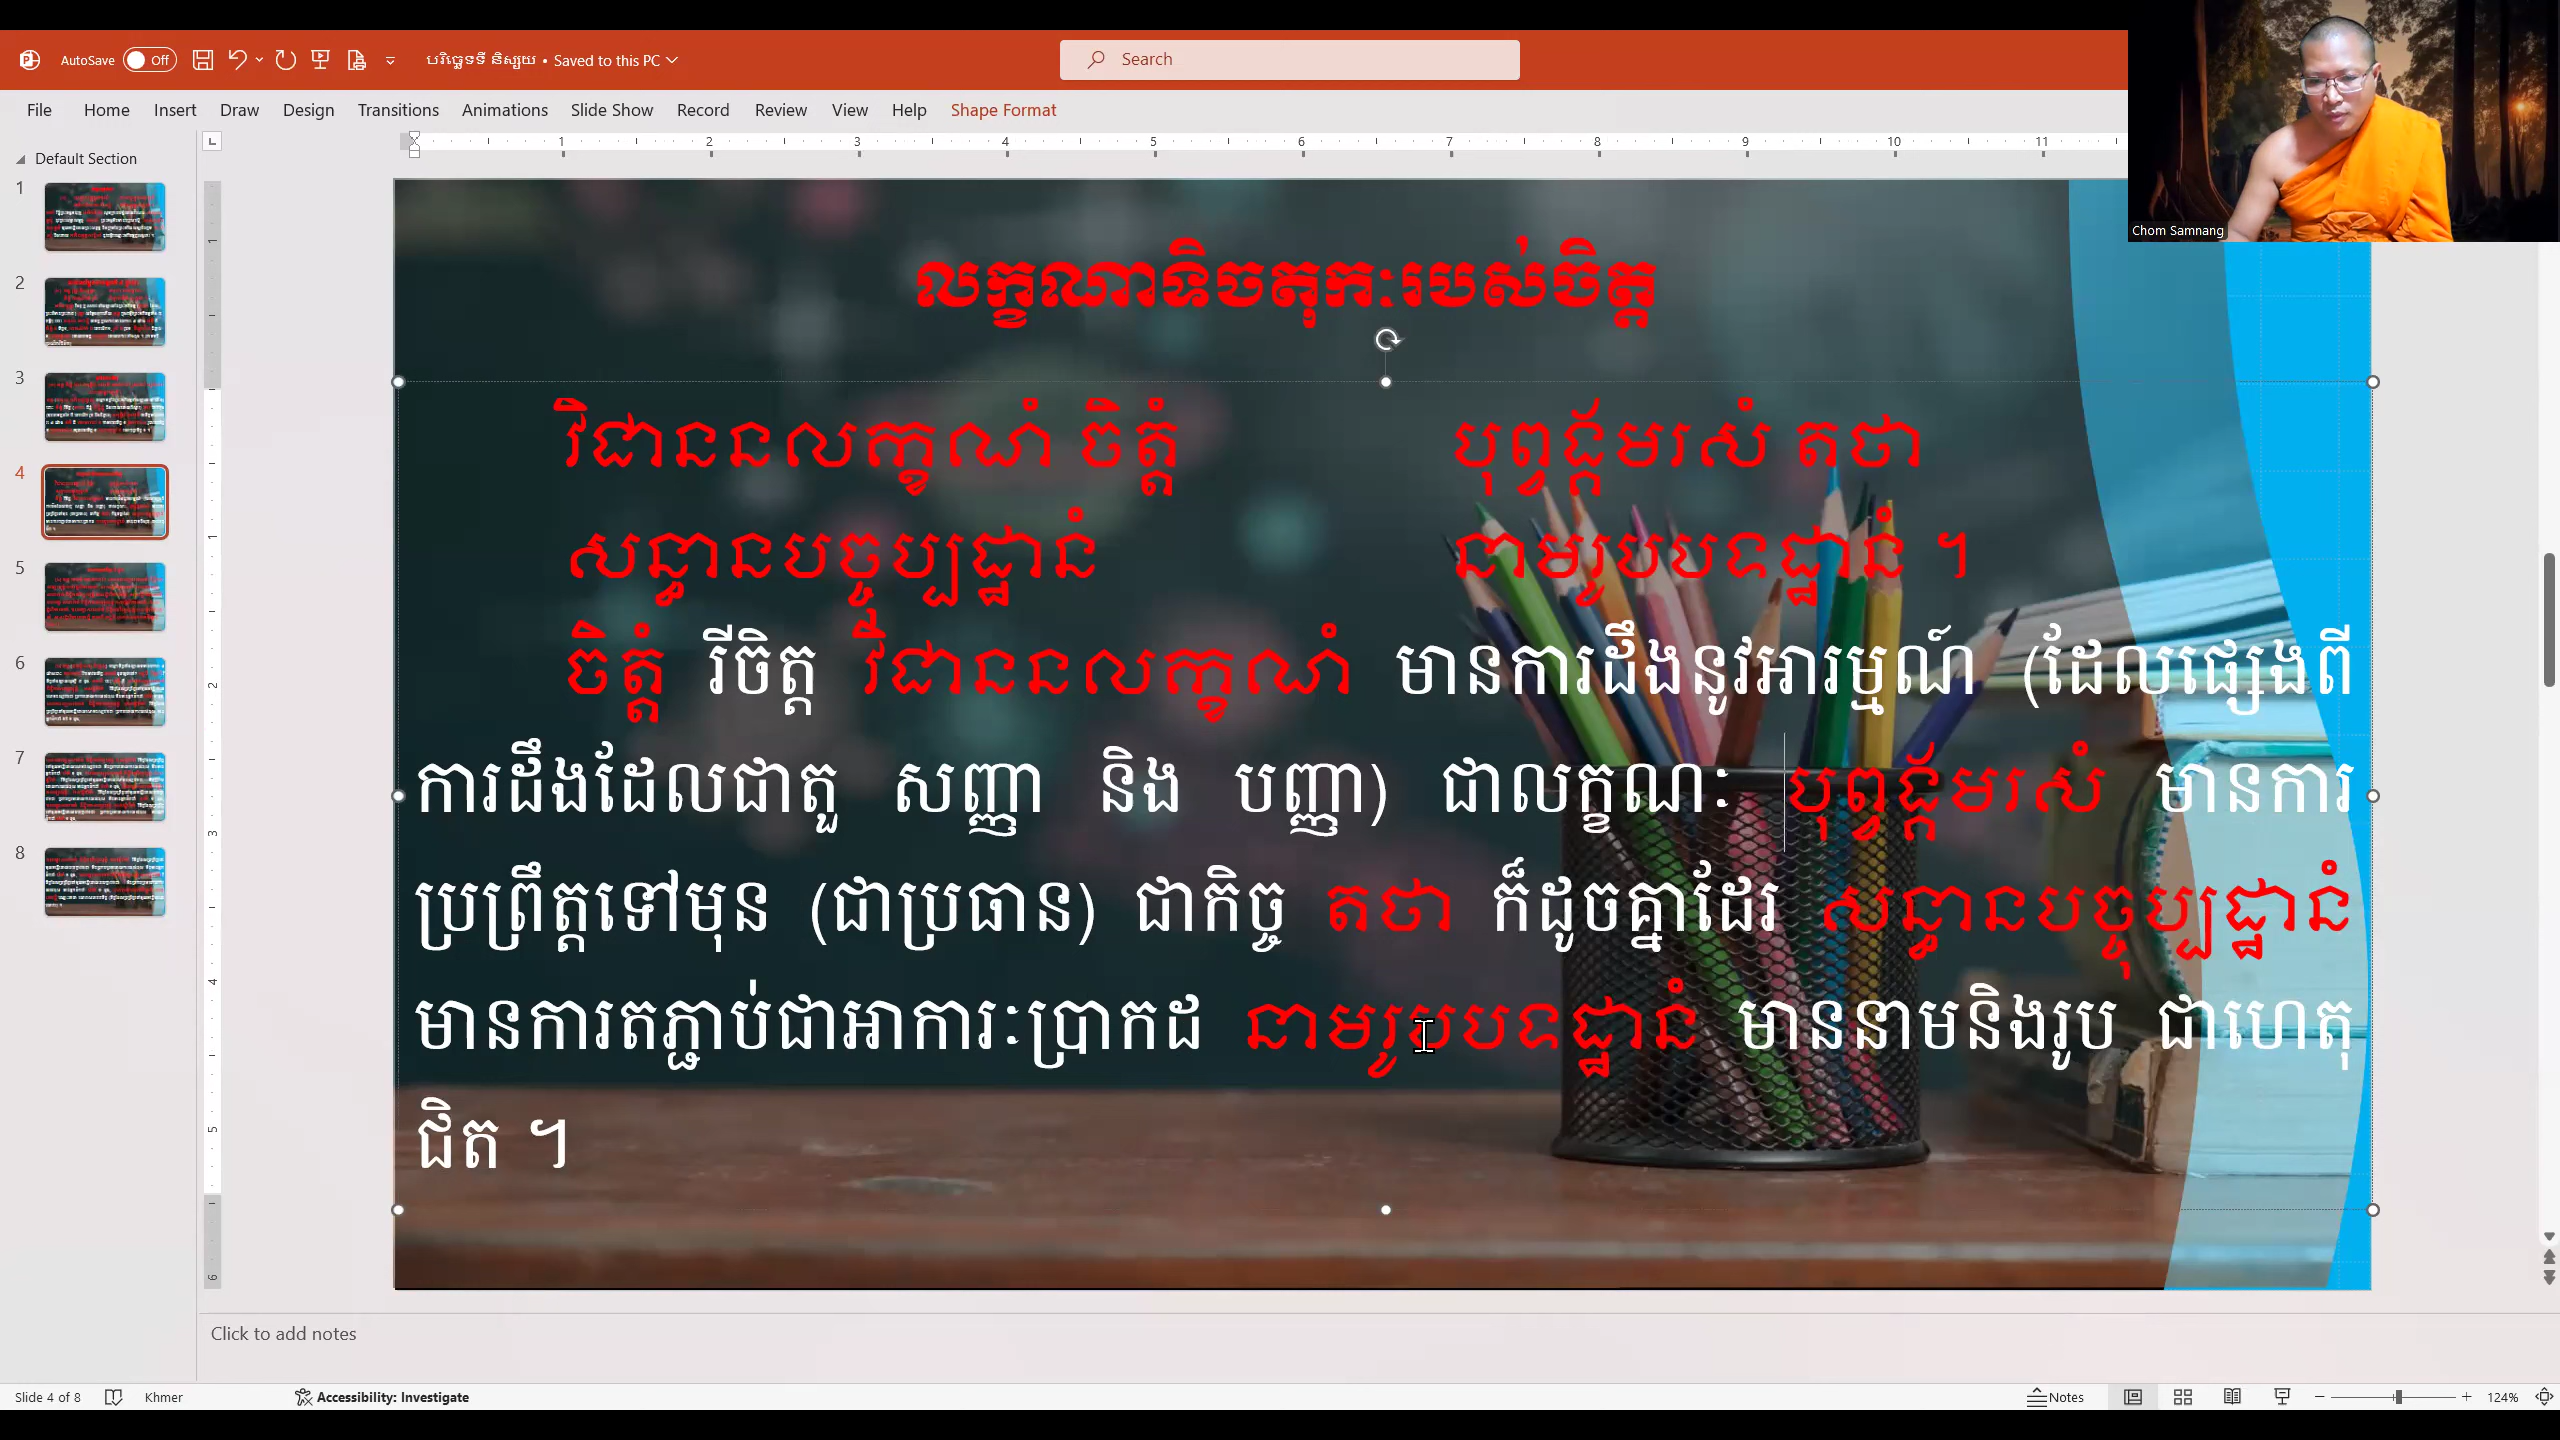 AutoSave Off បរិច្ឆេទទី និស្សយ • Saved to this PC Search
File Home Insert Draw Design Transitions Animations Slide Show Record Review View Help Shape Format
Default Section
Chom Samnang
លក្ខណាទិចតុក្កៈរបស់ចិត្ត
វិជាននលក្ខណំ ចិត្តំ បុព្វង្គមរសំ តថា
សន្ធានបច្ចុប្បដ្ឋានំ នាមរូបបទដ្ឋានំ ។
ចិត្តំ រីចិត្ត វិជាននលក្ខណំ មានការដឹងនូវអារម្មណ៍ (ដែលផ្សេងពី
ការដឹងដែលជាតួ សញ្ញា និង បញ្ញា) ជាលក្ខណៈ បុព្វង្គមរសំ មានការ
ប្រព្រឹត្តទៅមុន (ជាប្រធាន) ជាកិច្ច តថា ក៏ដូចគ្នាដែរ សន្ធានបច្ចុប្បដ្ឋានំ
មានការតភ្ជាប់ជាអាការៈប្រាកដ នាមរូបបទដ្ឋានំ មាននាមនិងរូប ជាហេតុ
ជិត ។
Click to add notes
Slide 4 of 8 Khmer Accessibility: Investigate Notes 124%